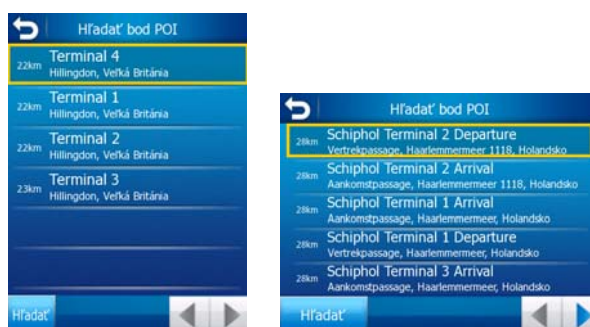 Hľadať bod POI
22km Terminal 4
Hillingdon, Veľká Británia
22km Terminal 1
Hillingdon, Veľká Británia
22km Terminal 2
Hillingdon, Veľká Británia
23km Terminal 3
Hillingdon, Veľká Británia
Hľadať
Hľadať bod POI
28km Schiphol Terminal 2 Departure
Vertrekpassage, Haarlemmermeer 1118, Holandsko
28km Schiphol Terminal 2 Arrival
Aankomstpassage, Haarlemmermeer 1118, Holandsko
28km Schiphol Terminal 1 Arrival
Aankomstpassage, Haarlemmermeer, Holandsko
28km Schiphol Terminal 1 Departure
Vertrekpassage, Haarlemmermeer, Holandsko
28km Schiphol Terminal 3 Arrival
Aankomstpassage, Haarlemmermeer, Holandsko
Hľadať